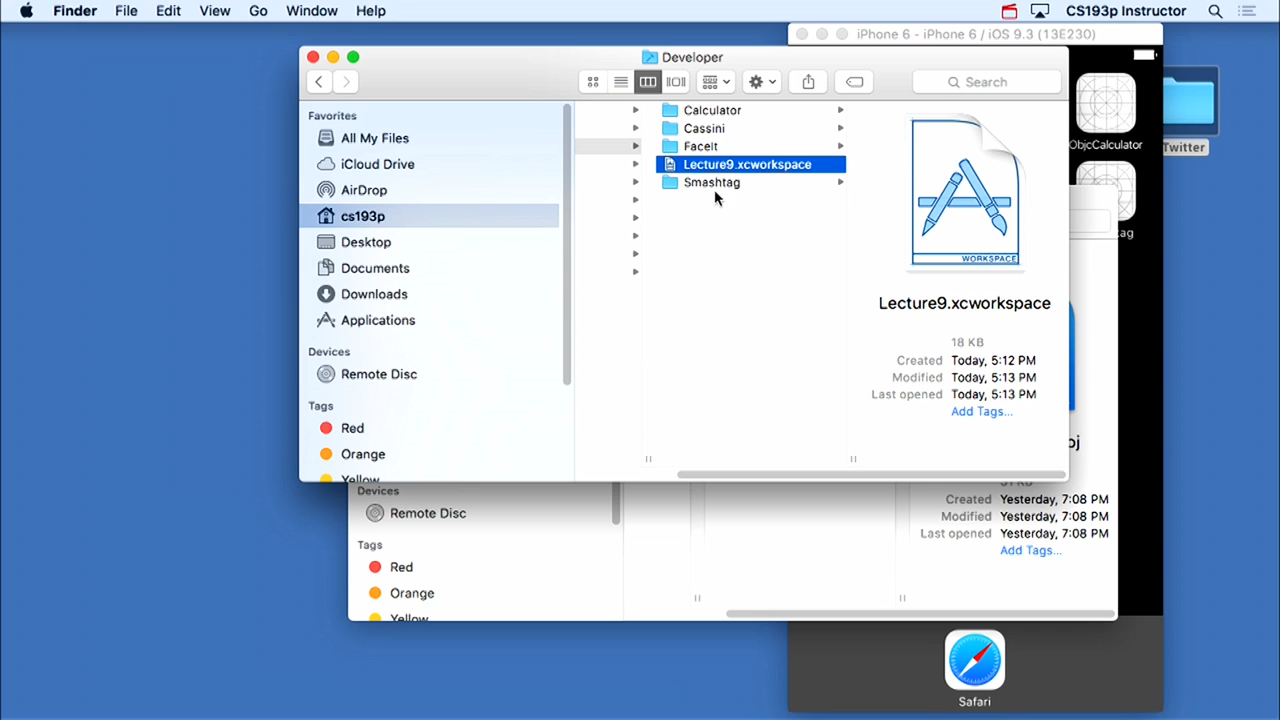 Finder File Edit View Go Window Help CS193p Instructor
iPhone 6 - iPhone 6 / iOS 9.3 (13E230)
Developer
Search
Favorites
All My Files
iCloud Drive
AirDrop
cs193p
Desktop
Documents
Downloads
Applications
Devices
Remote Disc
Tags
Red
Orange
Yellow
Calculator
Cassini
FaceIt
Lecture9.xcworkspace
Smashtag
WORKSPACE
Lecture9.xcworkspace
18 KB
Created Today, 5:12 PM
Modified Today, 5:13 PM
Last opened Today, 5:13 PM
Add Tags...
ObjcCalculator
Twitter
ag
oj
Devices
Remote Disc
Tags
Red
Orange
Yellow
Created Yesterday, 7:08 PM
Modified Yesterday, 7:08 PM
Last opened Yesterday, 7:08 PM
Add Tags...
Safari